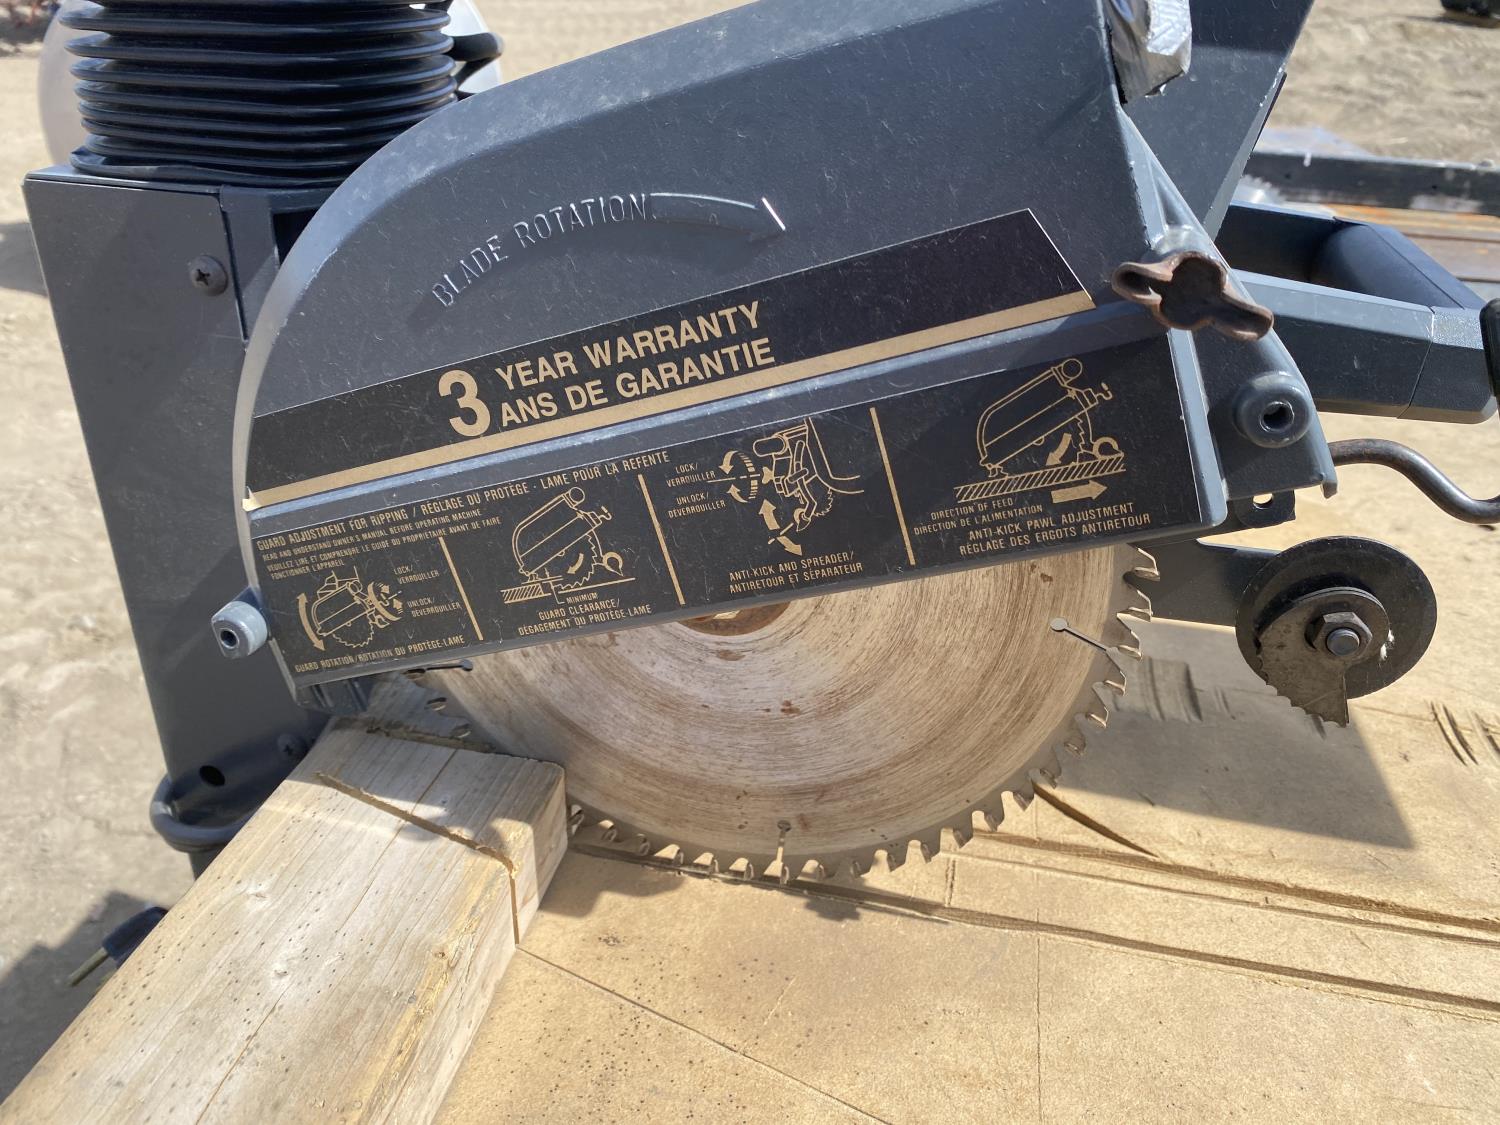 BLADE ROTATION
3 YEAR WARRANTY
ANS DE GARANTIE
GUARD ADJUSTMENT FOR RIPPING / RÉGLAGE DU PROTÈGE - LAME POUR LA REFENTE
READ AND UNDERSTAND OWNER'S MANUAL BEFORE OPERATING MACHINE
VEUILLEZ LIRE ET COMPRENDRE LE GUIDE DU PROPRIÉTAIRE AVANT DE FAIRE
FONCTIONNER L'APPAREIL
LOCK/
VERROUILLER
UNLOCK/
DÉVERROUILLER
GUARD ROTATION/ROTATION DU PROTÈGE-LAME
MINIMUM
GUARD CLEARANCE/
DÉGAGEMENT DU PROTÈGE-LAME
LOCK/
VERROUILLER
UNLOCK/
DÉVERROUILLER
ANTI-KICK AND SPREADER/
ANTIRETOUR ET SÉPARATEUR
DIRECTION OF FEED/
DIRECTION DE L'ALIMENTATION
ANTI-KICK PAWL ADJUSTMENT
RÉGLAGE DES ERGOTS ANTIRETOUR